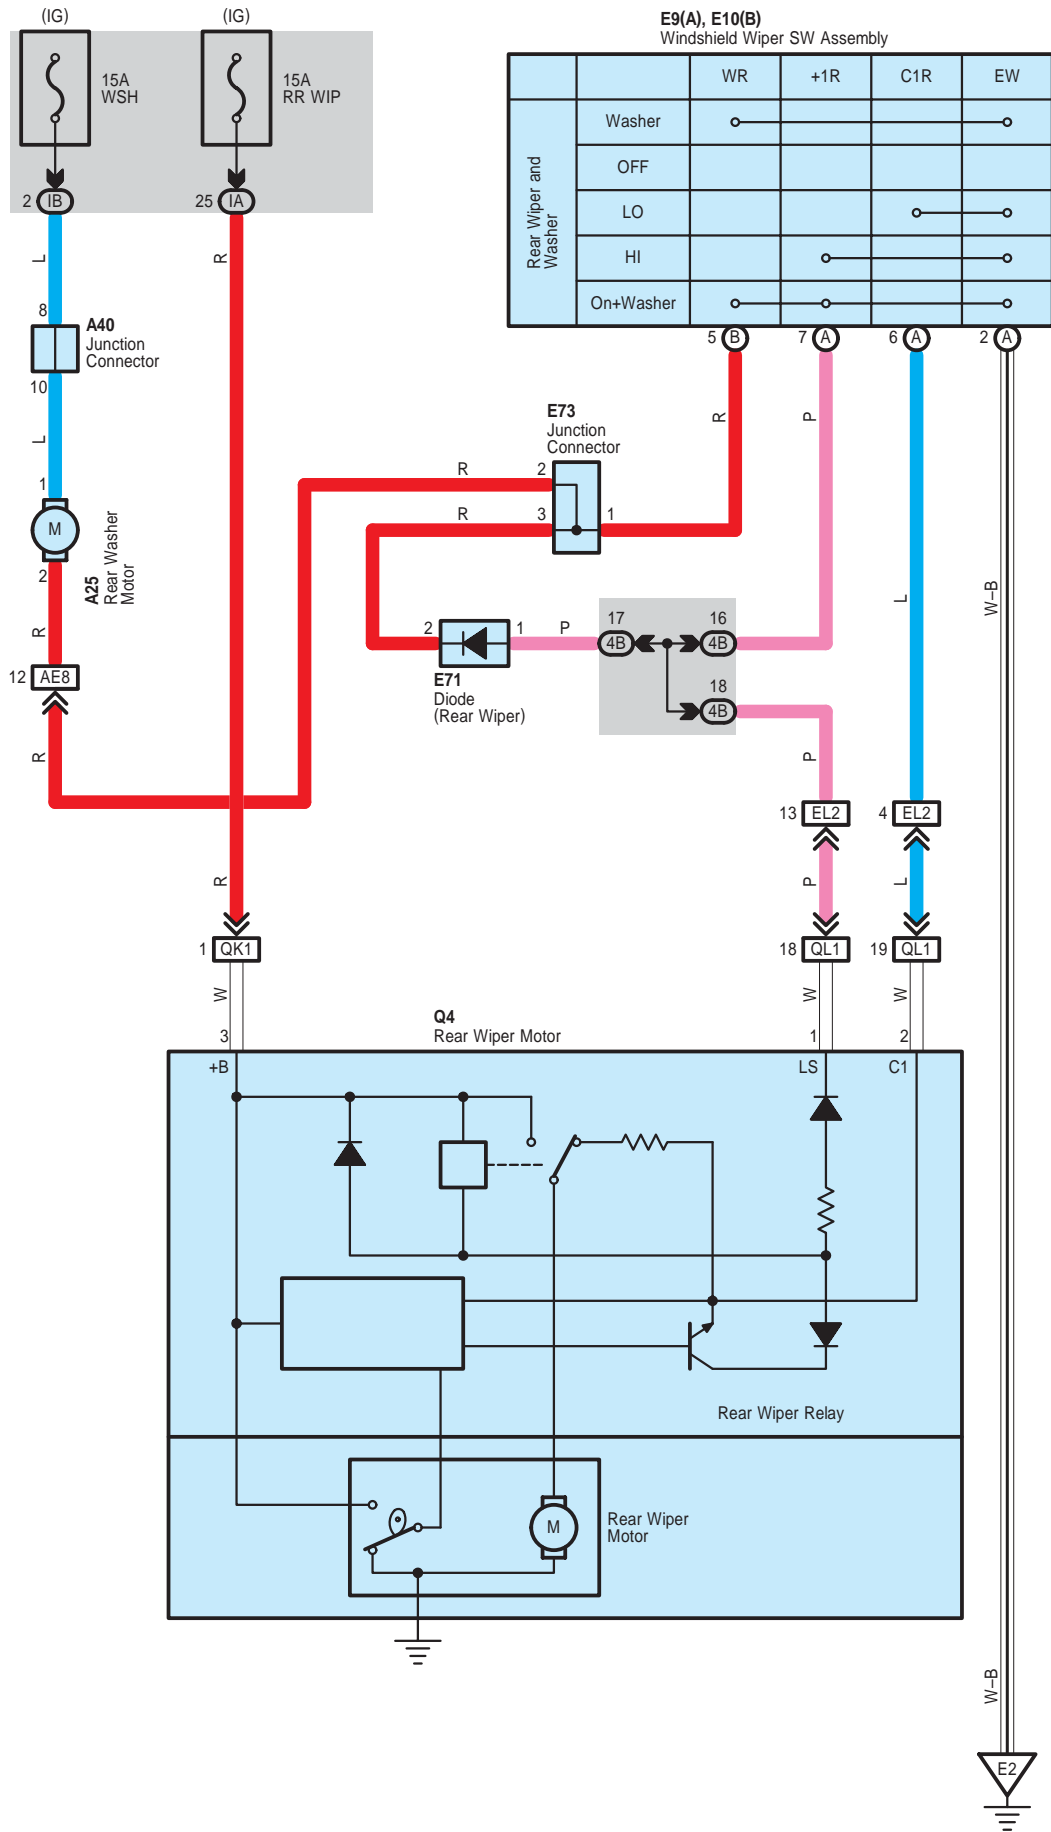 (IG)
(IG)
15A
WSH
15A
RR WIP
2 IB
25 IA
E9(A), E10(B)
Windshield Wiper SW Assembly
WR +1R C1R EW
Rear Wiper and
Washer
Washer
OFF
LO
HI
On+Washer
5 B
7 A
6 A
2 A
L
R
8
A40
Junction
Connector
10
L
1
M
A25
Rear Washer
Motor
2
R
12 AE8
R
E73
Junction
Connector
R 2
R 3
1
R
P
L
W–B
2
1
P
E71
Diode
(Rear Wiper)
17
4B
16
4B
18
4B
P
13 EL2
4 EL2
R
P
L
1 QK1
18 QL1
19 QL1
W
W
W
Q4
Rear Wiper Motor
3
1
2
+B
LS
C1
Rear Wiper Relay
M
Rear Wiper
Motor
W–B
E2